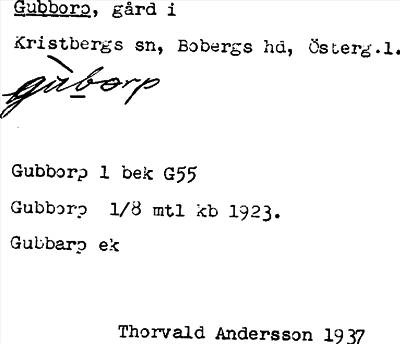 Gubborp, gård i
Kristbergs sn, Bobergs hd, Österg.l.
gùborp
Gubborp 1 bek G55
Gubborp 1/8 mtl kb 1923.
Gubbarp ek
Thorvald Andersson 1937